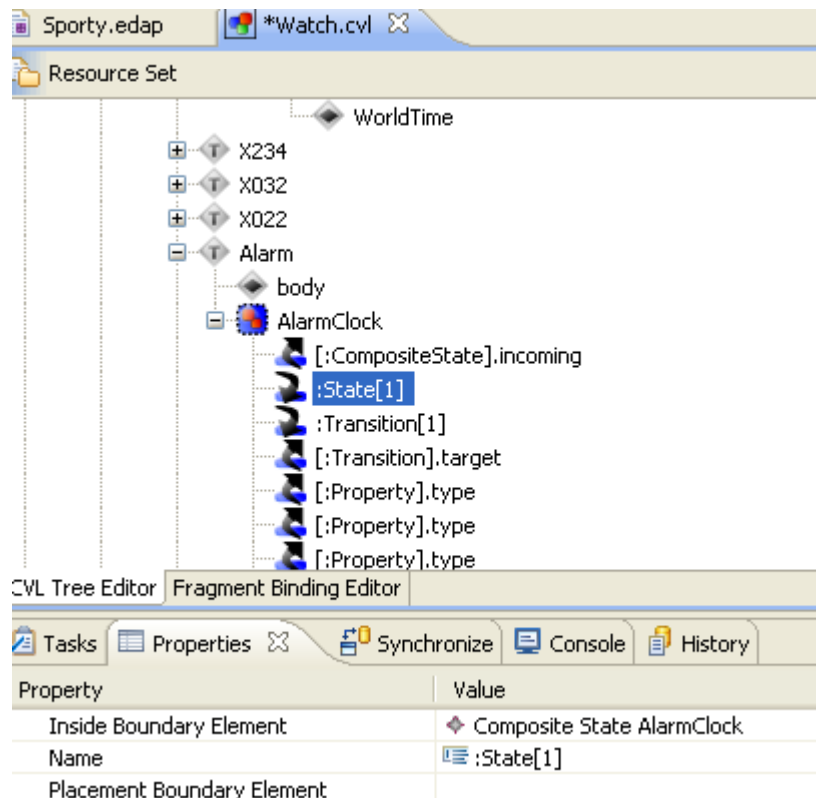 Sporty.edap *Watch.cvl
Resource Set
WorldTime
X234
X032
X022
Alarm
body
AlarmClock
[:CompositeState].incoming
:State[1]
:Transition[1]
[:Transition].target
[:Property].type
[:Property].type
[:Property].type
CVL Tree Editor Fragment Binding Editor
Tasks Properties Synchronize Console History
Property Value
Inside Boundary Element Composite State AlarmClock
Name :State[1]
Placement Boundary Element